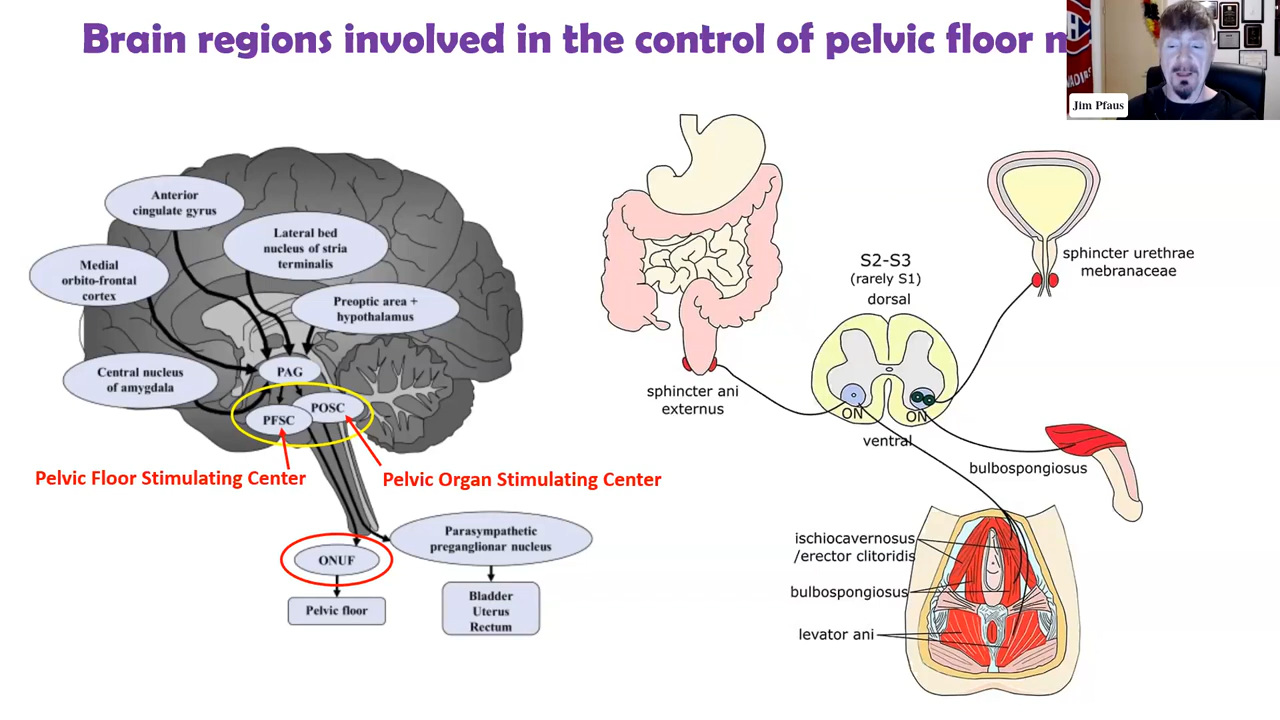 Brain regions involved in the control of pelvic floor
Jim Pfaus
Anterior
cingulate gyrus
Lateral bed
nucleus of stria
terminalis
Medial
orbito-frontal
cortex
Preoptic area +
hypothalamus
Central nucleus
of amygdala
PAG
PFSC
POSC
Pelvic Floor Stimulating Center
Pelvic Organ Stimulating Center
ONUF
Parasympathetic
preganglionar nucleus
Pelvic floor
Bladder
Uterus
Rectum
S2-S3
(rarely S1)
dorsal
sphincter urethrae
mebranaceae
sphincter ani
externus
ON
ON
ventral
bulbospongiosus
ischiocavernosus
/erector clitoridis
bulbospongiosus
levator ani